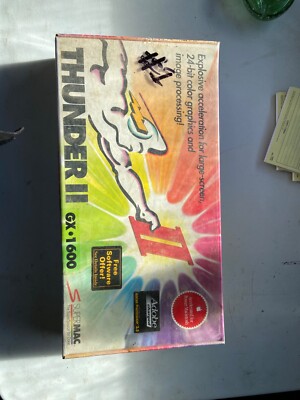 Explosive acceleration for large-screen,
24-bit color graphics and
image processing!
#1
II
THUNDER II
GX•1600
Free
Software
Offer!
Adobe
SUPERMAC